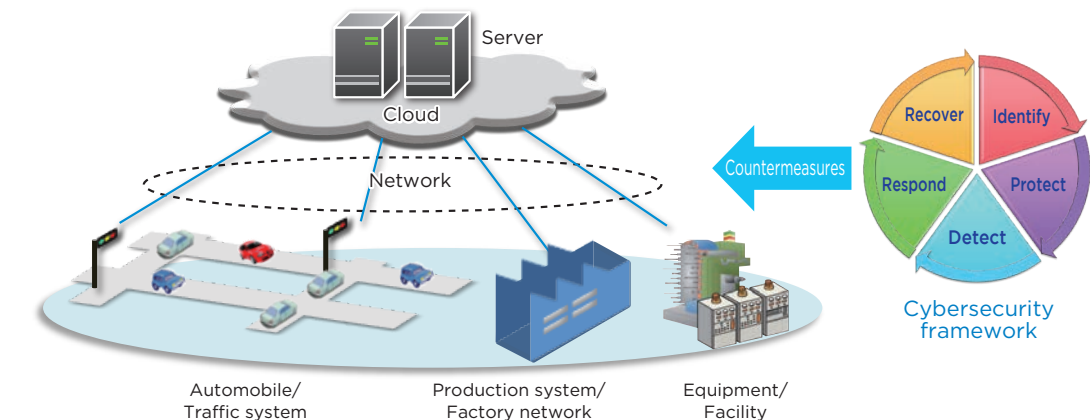 Server
Cloud
Network
Countermeasures
Recover
Identify
Respond
Protect
Detect
Cybersecurity
framework
Automobile/
Traffic system
Production system/
Factory network
Equipment/
Facility